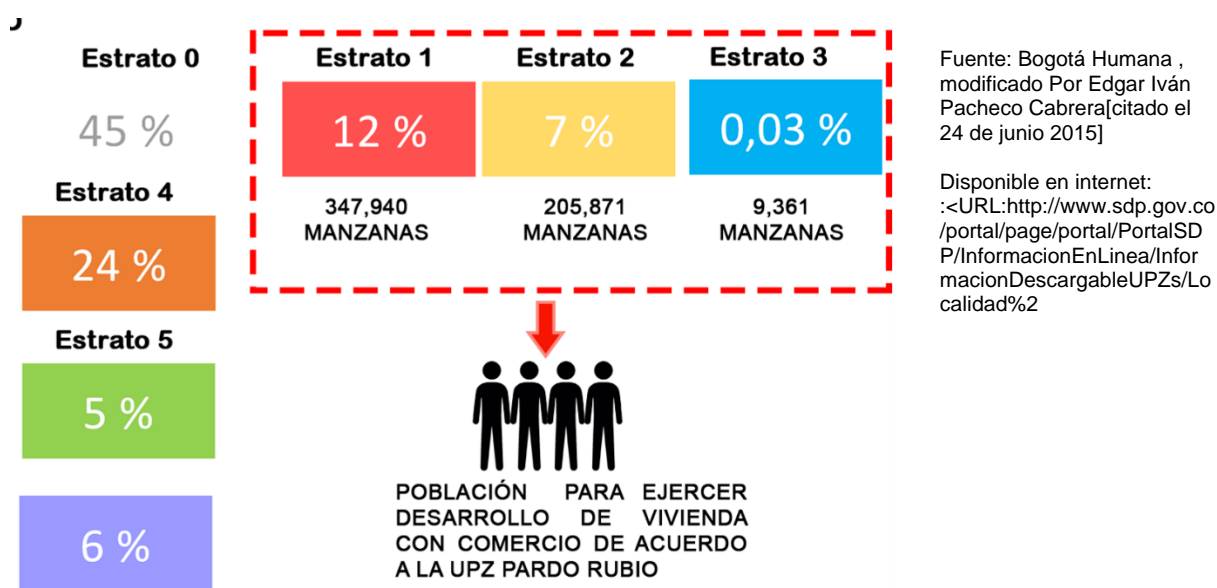 Estrato 0
45 %
Estrato 4
24 %
Estrato 5
5 %
6 %
Estrato 1
12 %
347,940
MANZANAS
Estrato 2
7 %
205,871
MANZANAS
Estrato 3
0,03 %
9,361
MANZANAS
POBLACIÓN PARA EJERCER
DESARROLLO DE VIVIENDA
CON COMERCIO DE ACUERDO
A LA UPZ PARDO RUBIO
Fuente: Bogotá Humana ,
modificado Por Edgar Iván
Pacheco Cabrera[citado el
24 de junio 2015]
Disponible en internet:
:<URL:http://www.sdp.gov.co
/portal/page/portal/PortalSD
P/InformacionEnLinea/Infor
macionDescargableUPZs/Lo
calidad%2